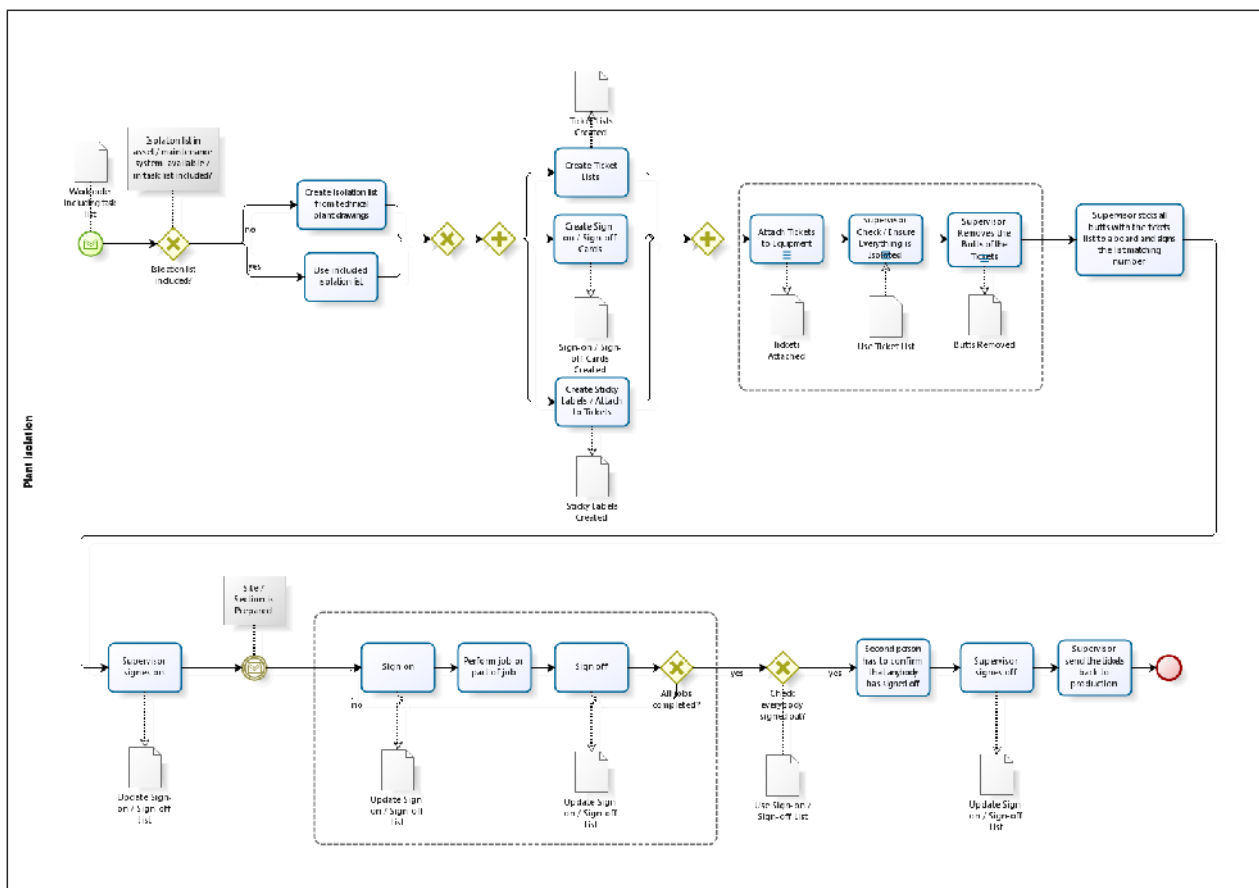 Plant Isolation
Work order
including task
list
Isolation list in
asset / maintenance
system available /
in task list included?
Isolation list
included?
no
yes
Create isolation list
from technical
plant drawings
Use included
isolation list
Ticket Lists
Created
Create Ticket
Lists
Create Sign
on / Sign-off
Cards
Sign-on / Sign-
off Cards
Created
Create Sticky
Labels / Attach
to Tickets
Sticky Labels
Created
Attach Tickets
to Equipment
Tickets
Attached
Supervisor
Check / Ensure
Everything is
Isolated
Use Ticket List
Supervisor
Removes the
Butts of the
Tickets
Butts Removed
Supervisor sticks all
butts with the tickets
list to a board and signs
the list matching
number
Supervisor
signes on
Update Sign-
on / Sign-off
List
Site /
Section is
Prepared
Sign on
no
Update Sign
on / Sign-off
List
Perform job or
part of job
Sign off
Update Sign
on / Sign-off
List
All jobs
completed?
yes
Check
everybody
signed out?
Use Sign-on /
Sign-off List
yes
Second person
has to confirm
that anybody
has signed off
Supervisor
signes off
Update Sign
on / Sign-off
List
Supervisor
send the tickets
back to
production